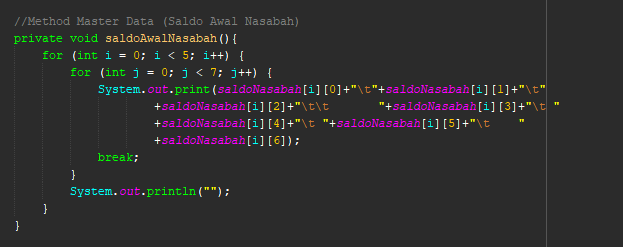 //Method Master Data (Saldo Awal Nasabah)
private void saldoAwalNasabah(){
    for (int i = 0; i < 5; i++) {
        for (int j = 0; j < 7; j++) {
            System.out.print(saldoNasabah[i][0]+"\t"+saldoNasabah[i][1]+"\t"
                    +saldoNasabah[i][2]+"\t\t       "+saldoNasabah[i][3]+"\t "
                    +saldoNasabah[i][4]+"\t "+saldoNasabah[i][5]+"\t    "
                    +saldoNasabah[i][6]);
            break;
        }
        System.out.println("");
    }
}